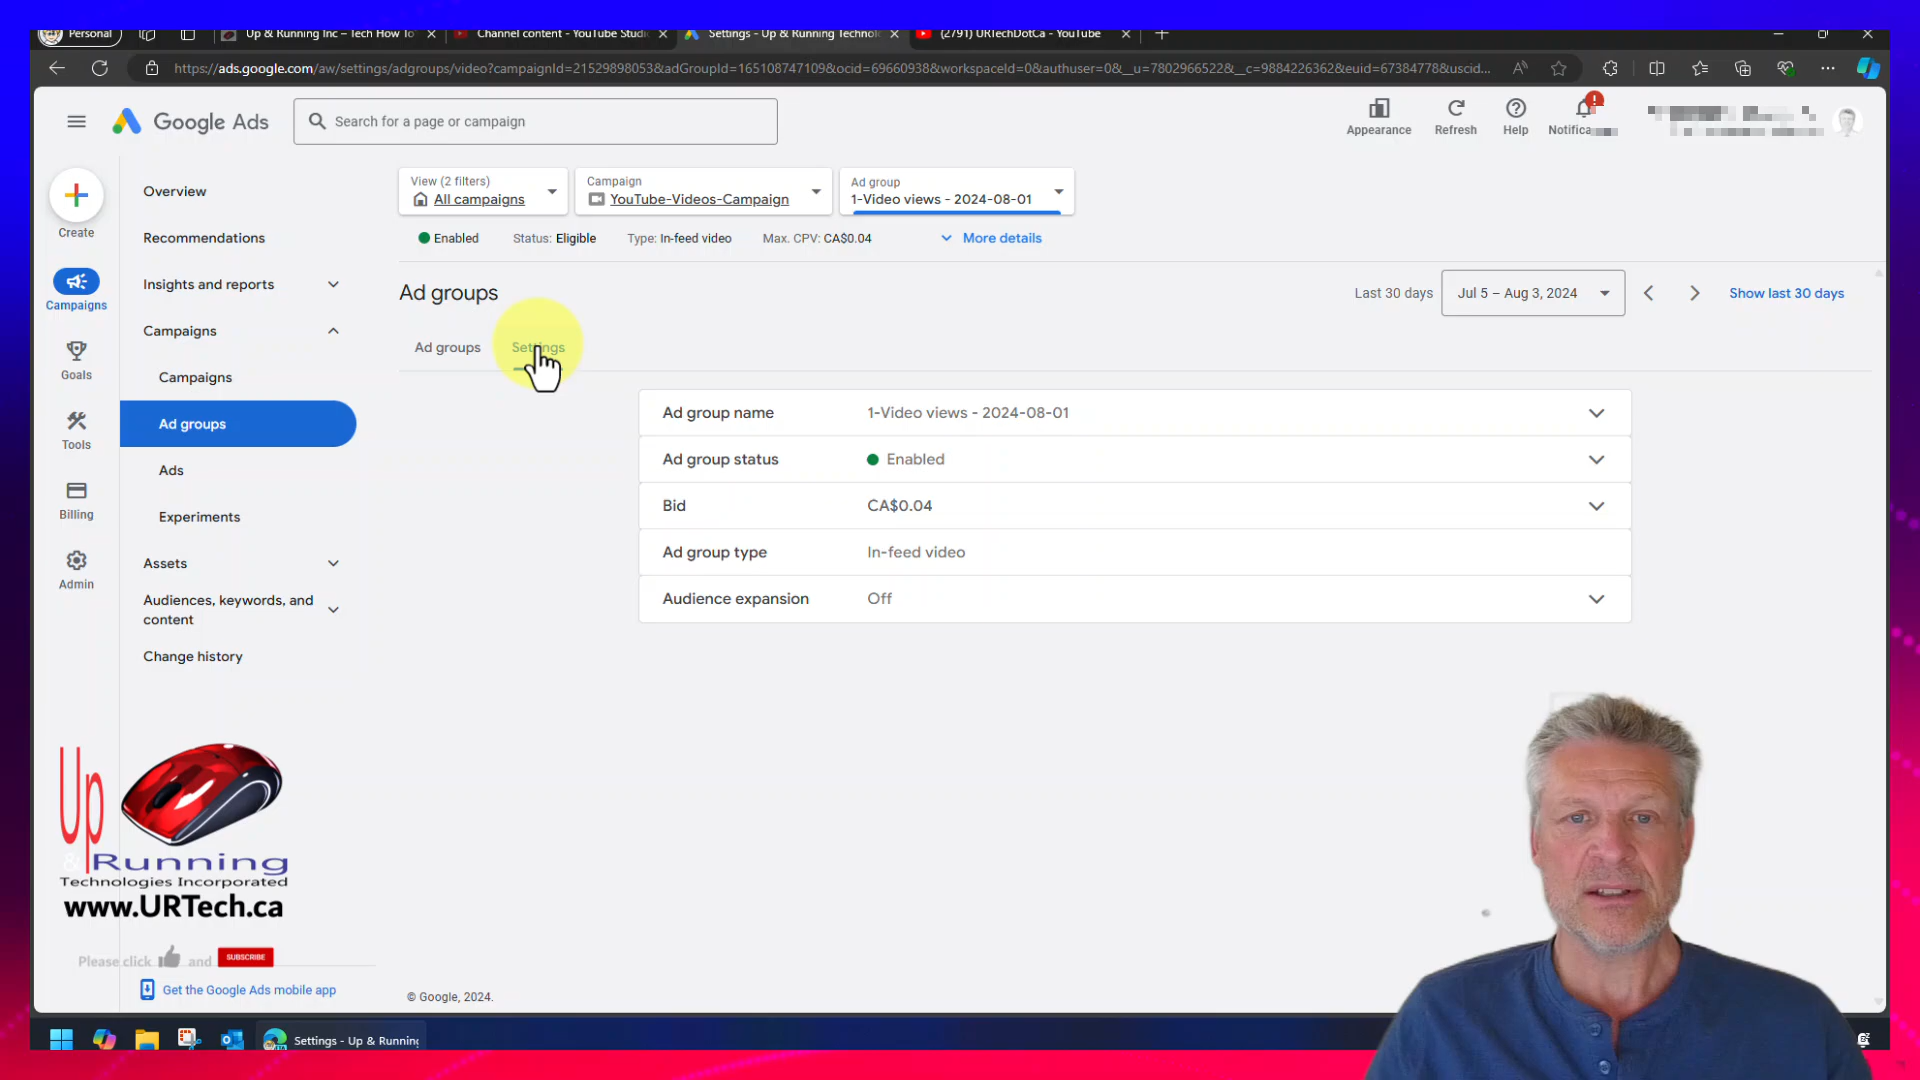 Personal
Up & Running Inc – Tech How To
Channel content - YouTube Studi
Settings - Up & Running Technol
(2791) URTechDotCa - YouTube
https://ads.google.com/aw/settings/adgroups/video?campaignId=21529898053&adGroupId=165108747109&ocid=69660938&workspaceId=0&authuser=0&__u=7802966522&__c=9884226362&euid=67384778&uscid...
Google Ads
Search for a page or campaign
Appearance
Refresh
Help
Notifica
Create
Campaigns
Goals
Tools
Billing
Admin
Overview
Recommendations
Insights and reports
Campaigns
Campaigns
Ad groups
Ads
Experiments
Assets
Audiences, keywords, and
content
Change history
View (2 filters)
All campaigns
Campaign
YouTube-Videos-Campaign
Ad group
1-Video views - 2024-08-01
Enabled
Status: Eligible
Type: In-feed video
Max. CPV: CA$0.04
More details
Ad groups
Last 30 days
Jul 5 – Aug 3, 2024
Show last 30 days
Ad groups
Settings
Ad group name
1-Video views - 2024-08-01
Ad group status
Enabled
Bid
CA$0.04
Ad group type
In-feed video
Audience expansion
Off
Up
& Running
Technologies Incorporated
www.URTech.ca
Please click and SUBSCRIBE
Get the Google Ads mobile app
© Google, 2024.
Settings - Up & Running